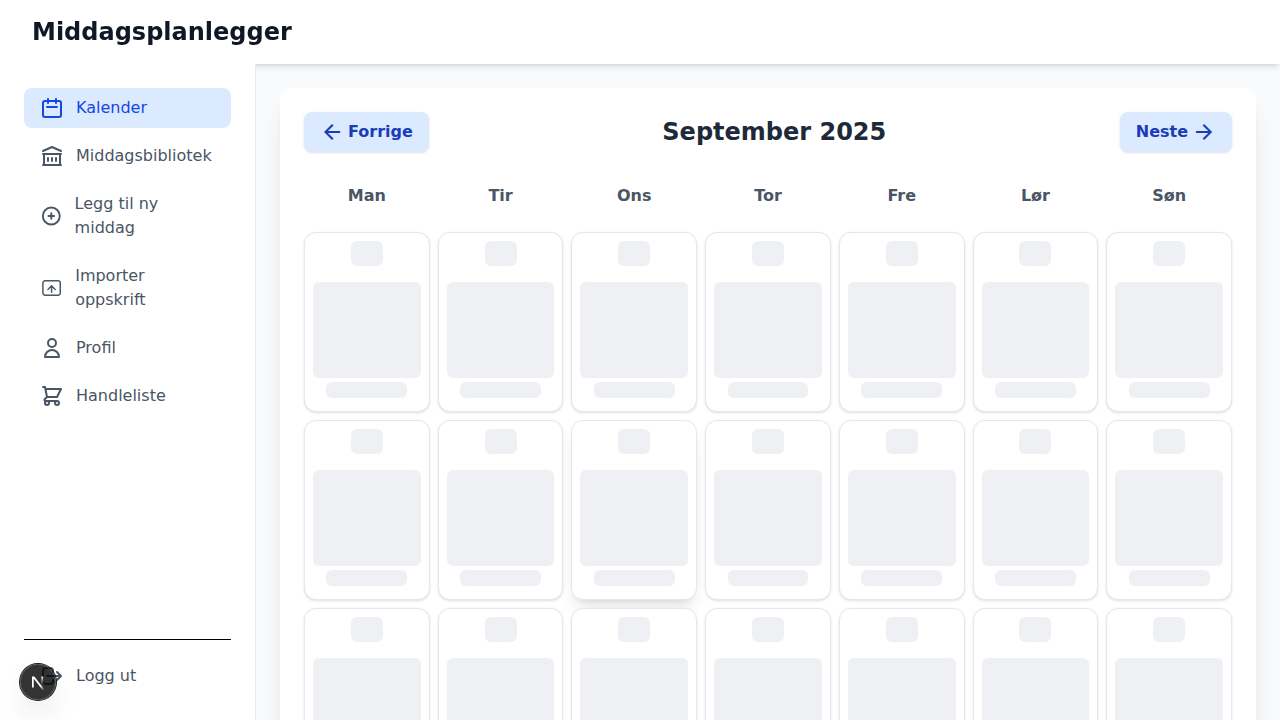 Middagsplanlegger
Kalender
Middagsbibliotek
Legg til ny
middag
Importer
oppskrift
Profil
Handleliste
Logg ut
N
Forrige
September 2025
Neste
Man Tir Ons Tor Fre Lør Søn